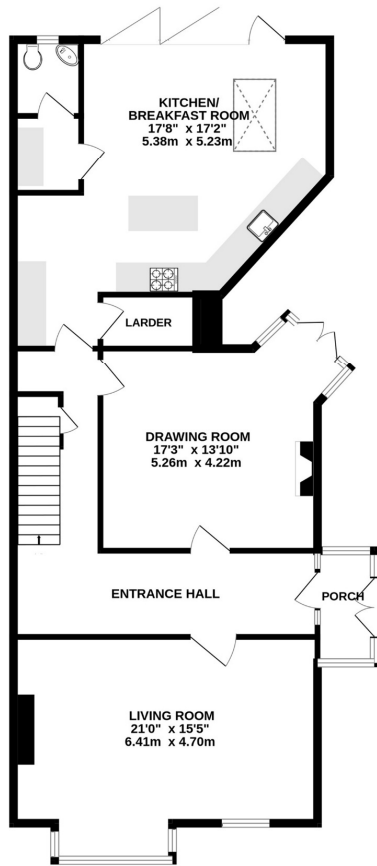 KITCHEN/
BREAKFAST ROOM
17'8" x 17'2"
5.38m x 5.23m
LARDER
DRAWING ROOM
17'3" x 13'10"
5.26m x 4.22m
ENTRANCE HALL
PORCH
LIVING ROOM
21'0" x 15'5"
6.41m x 4.70m